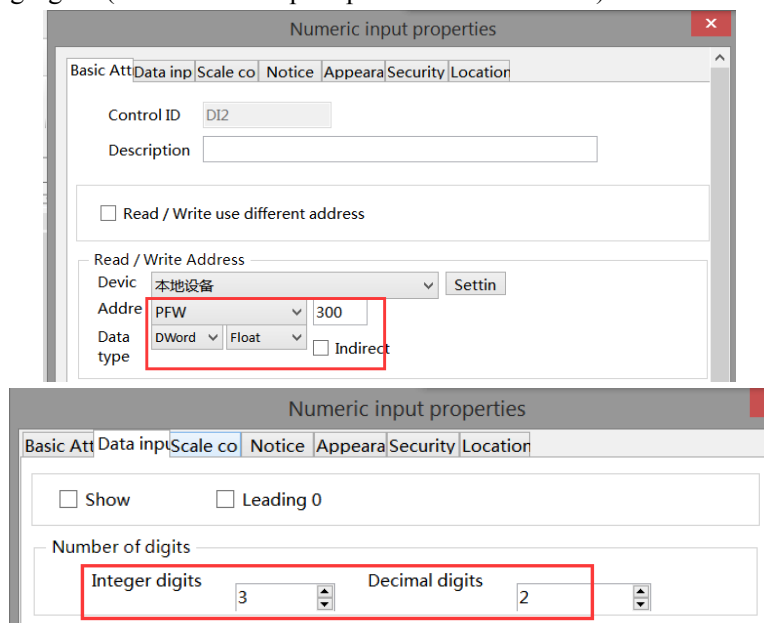 Numeric input properties
Basic Att Data inp Scale co Notice Appeara Security Location
Control ID DI2
Description
Read / Write use different address
Read / Write Address
Devic 本地设备 Settin
Addre PFW 300
Data type DWord Float Indirect
Numeric input properties
Basic Att Data inpu Scale co Notice Appeara Security Location
Show Leading 0
Number of digits
Integer digits 3 Decimal digits 2